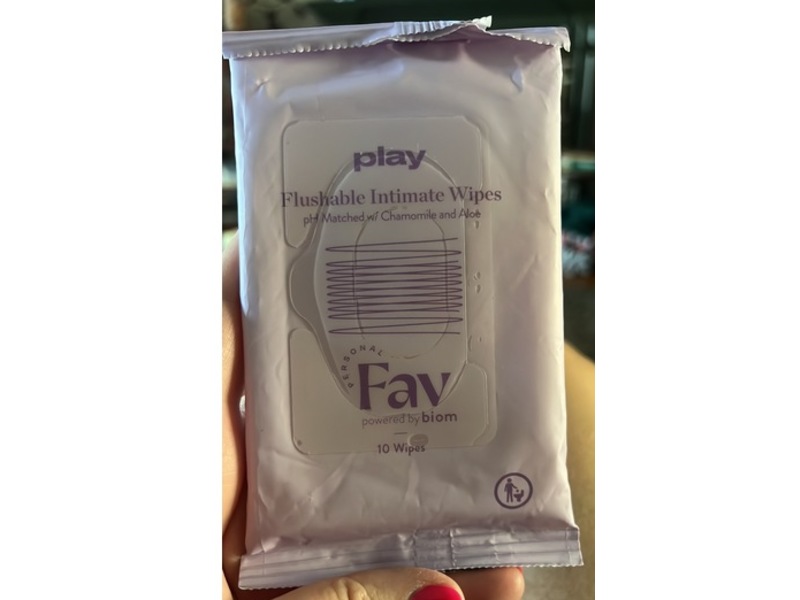 play
Flushable Intimate Wipes
pH Matched w/ Chamomile and Aloe
PERSONAL
Fav
powered by biom
10 Wipes